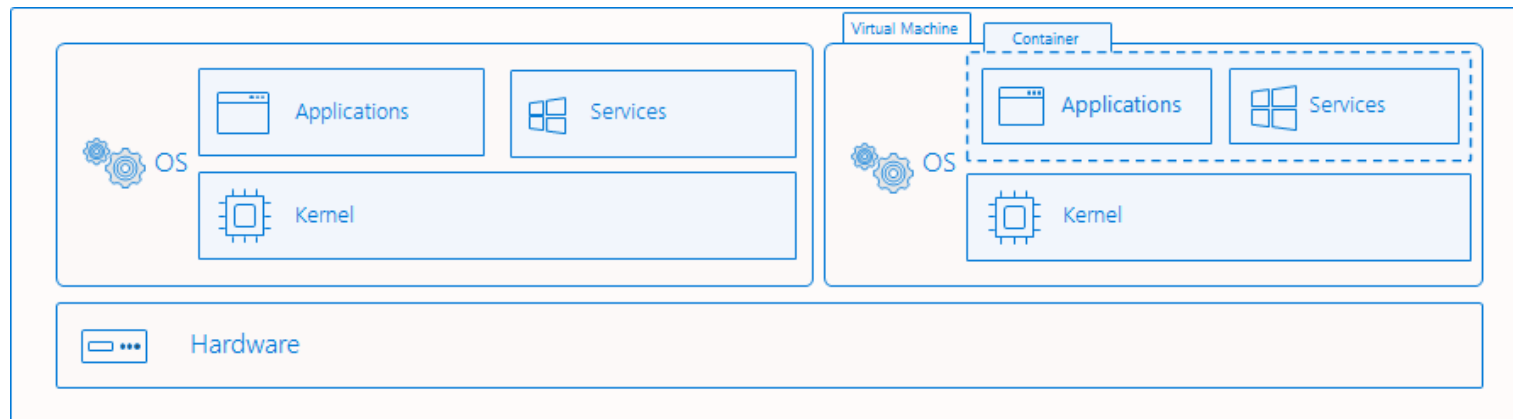 Virtual Machine
Container
Applications
Services
OS
Kernel
Applications
Services
OS
Kernel
Hardware